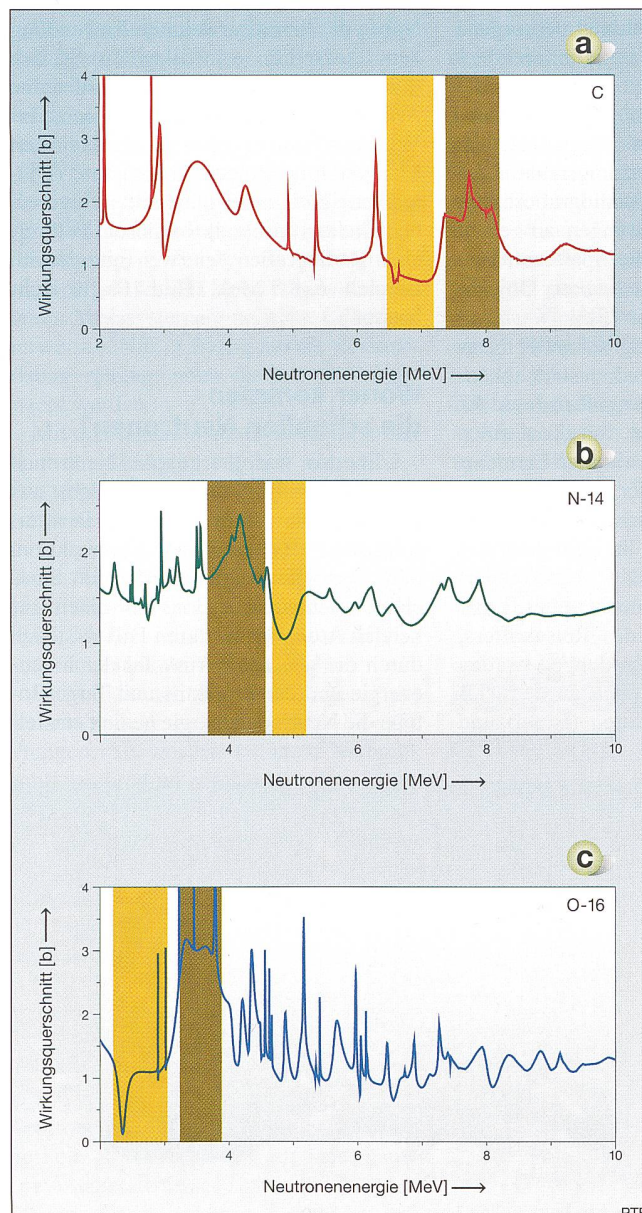 a
C
Wirkungsquerschnitt [b]
4
3
2
1
0
2 4 6 8 10
Neutronenenergie [MeV]
b
N-14
Wirkungsquerschnitt [b]
2
1
0
4 6 8 10
Neutronenenergie [MeV]
c
O-16
Wirkungsquerschnitt [b]
4
3
2
1
0
4 6 8 10
Neutronenenergie [MeV]